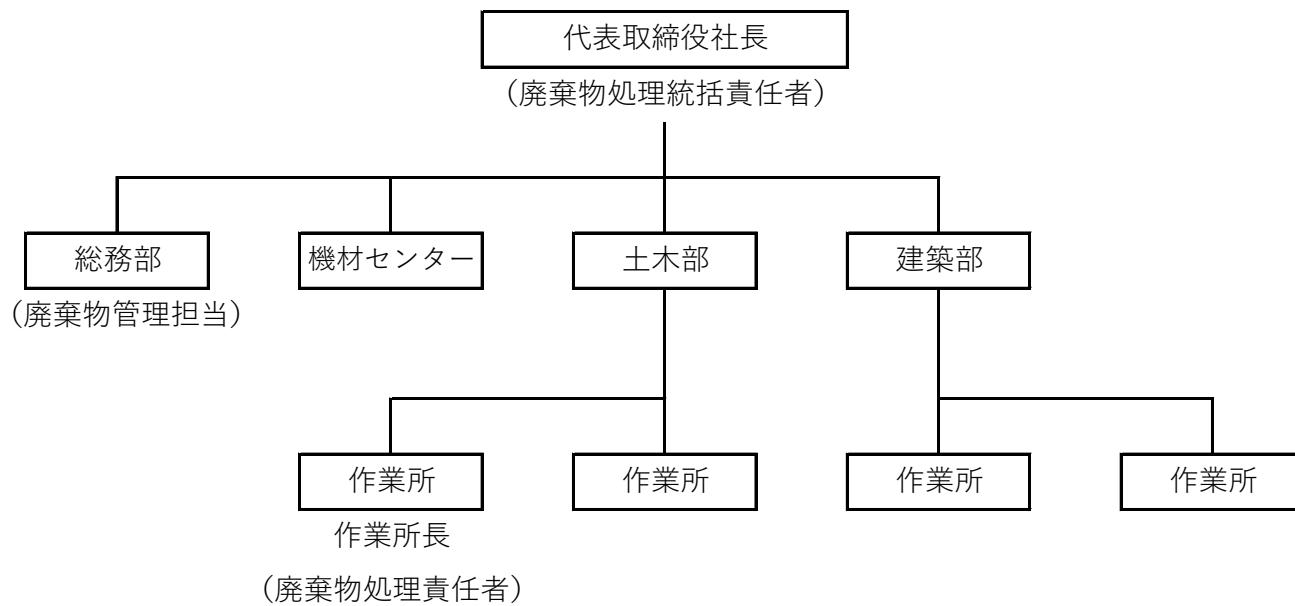 代表取締役社長
（廃棄物処理統括責任者）
総務部
機材センター
土木部
建築部
（廃棄物管理担当）
作業所
作業所
作業所
作業所
作業所長
（廃棄物処理責任者）